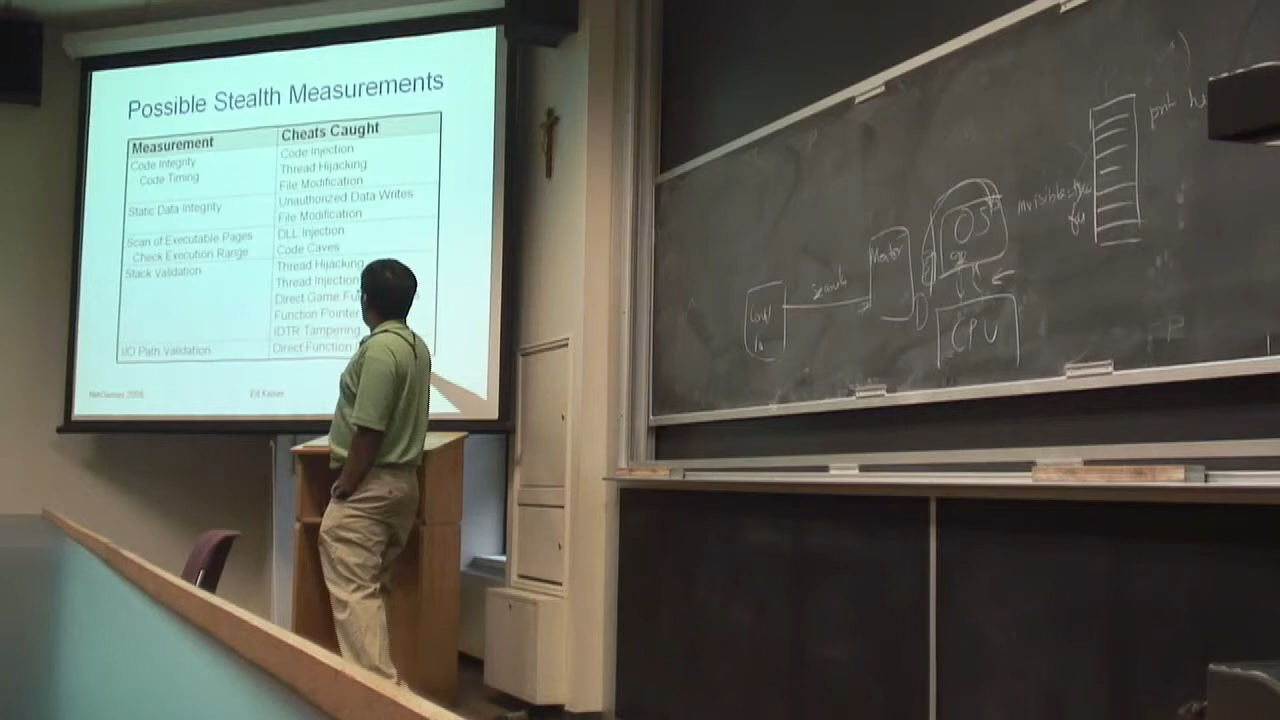 Possible Stealth Measurements
Measurement
Cheats Caught
Code Integrity
Code Timing
Code Injection
Thread Hijacking
File Modification
Static Data Integrity
Unauthorized Data Writes
File Modification
Scan of Executable Pages
Check Execution Range
DLL Injection
Code Caves
Stack Validation
Thread Hijacking
Thread Injection
Direct Game
Function Pointer
IDTR Tampering
I/O Path Validation
Direct Function
NetGames 2008
Ed Kaiser
OS
CPU